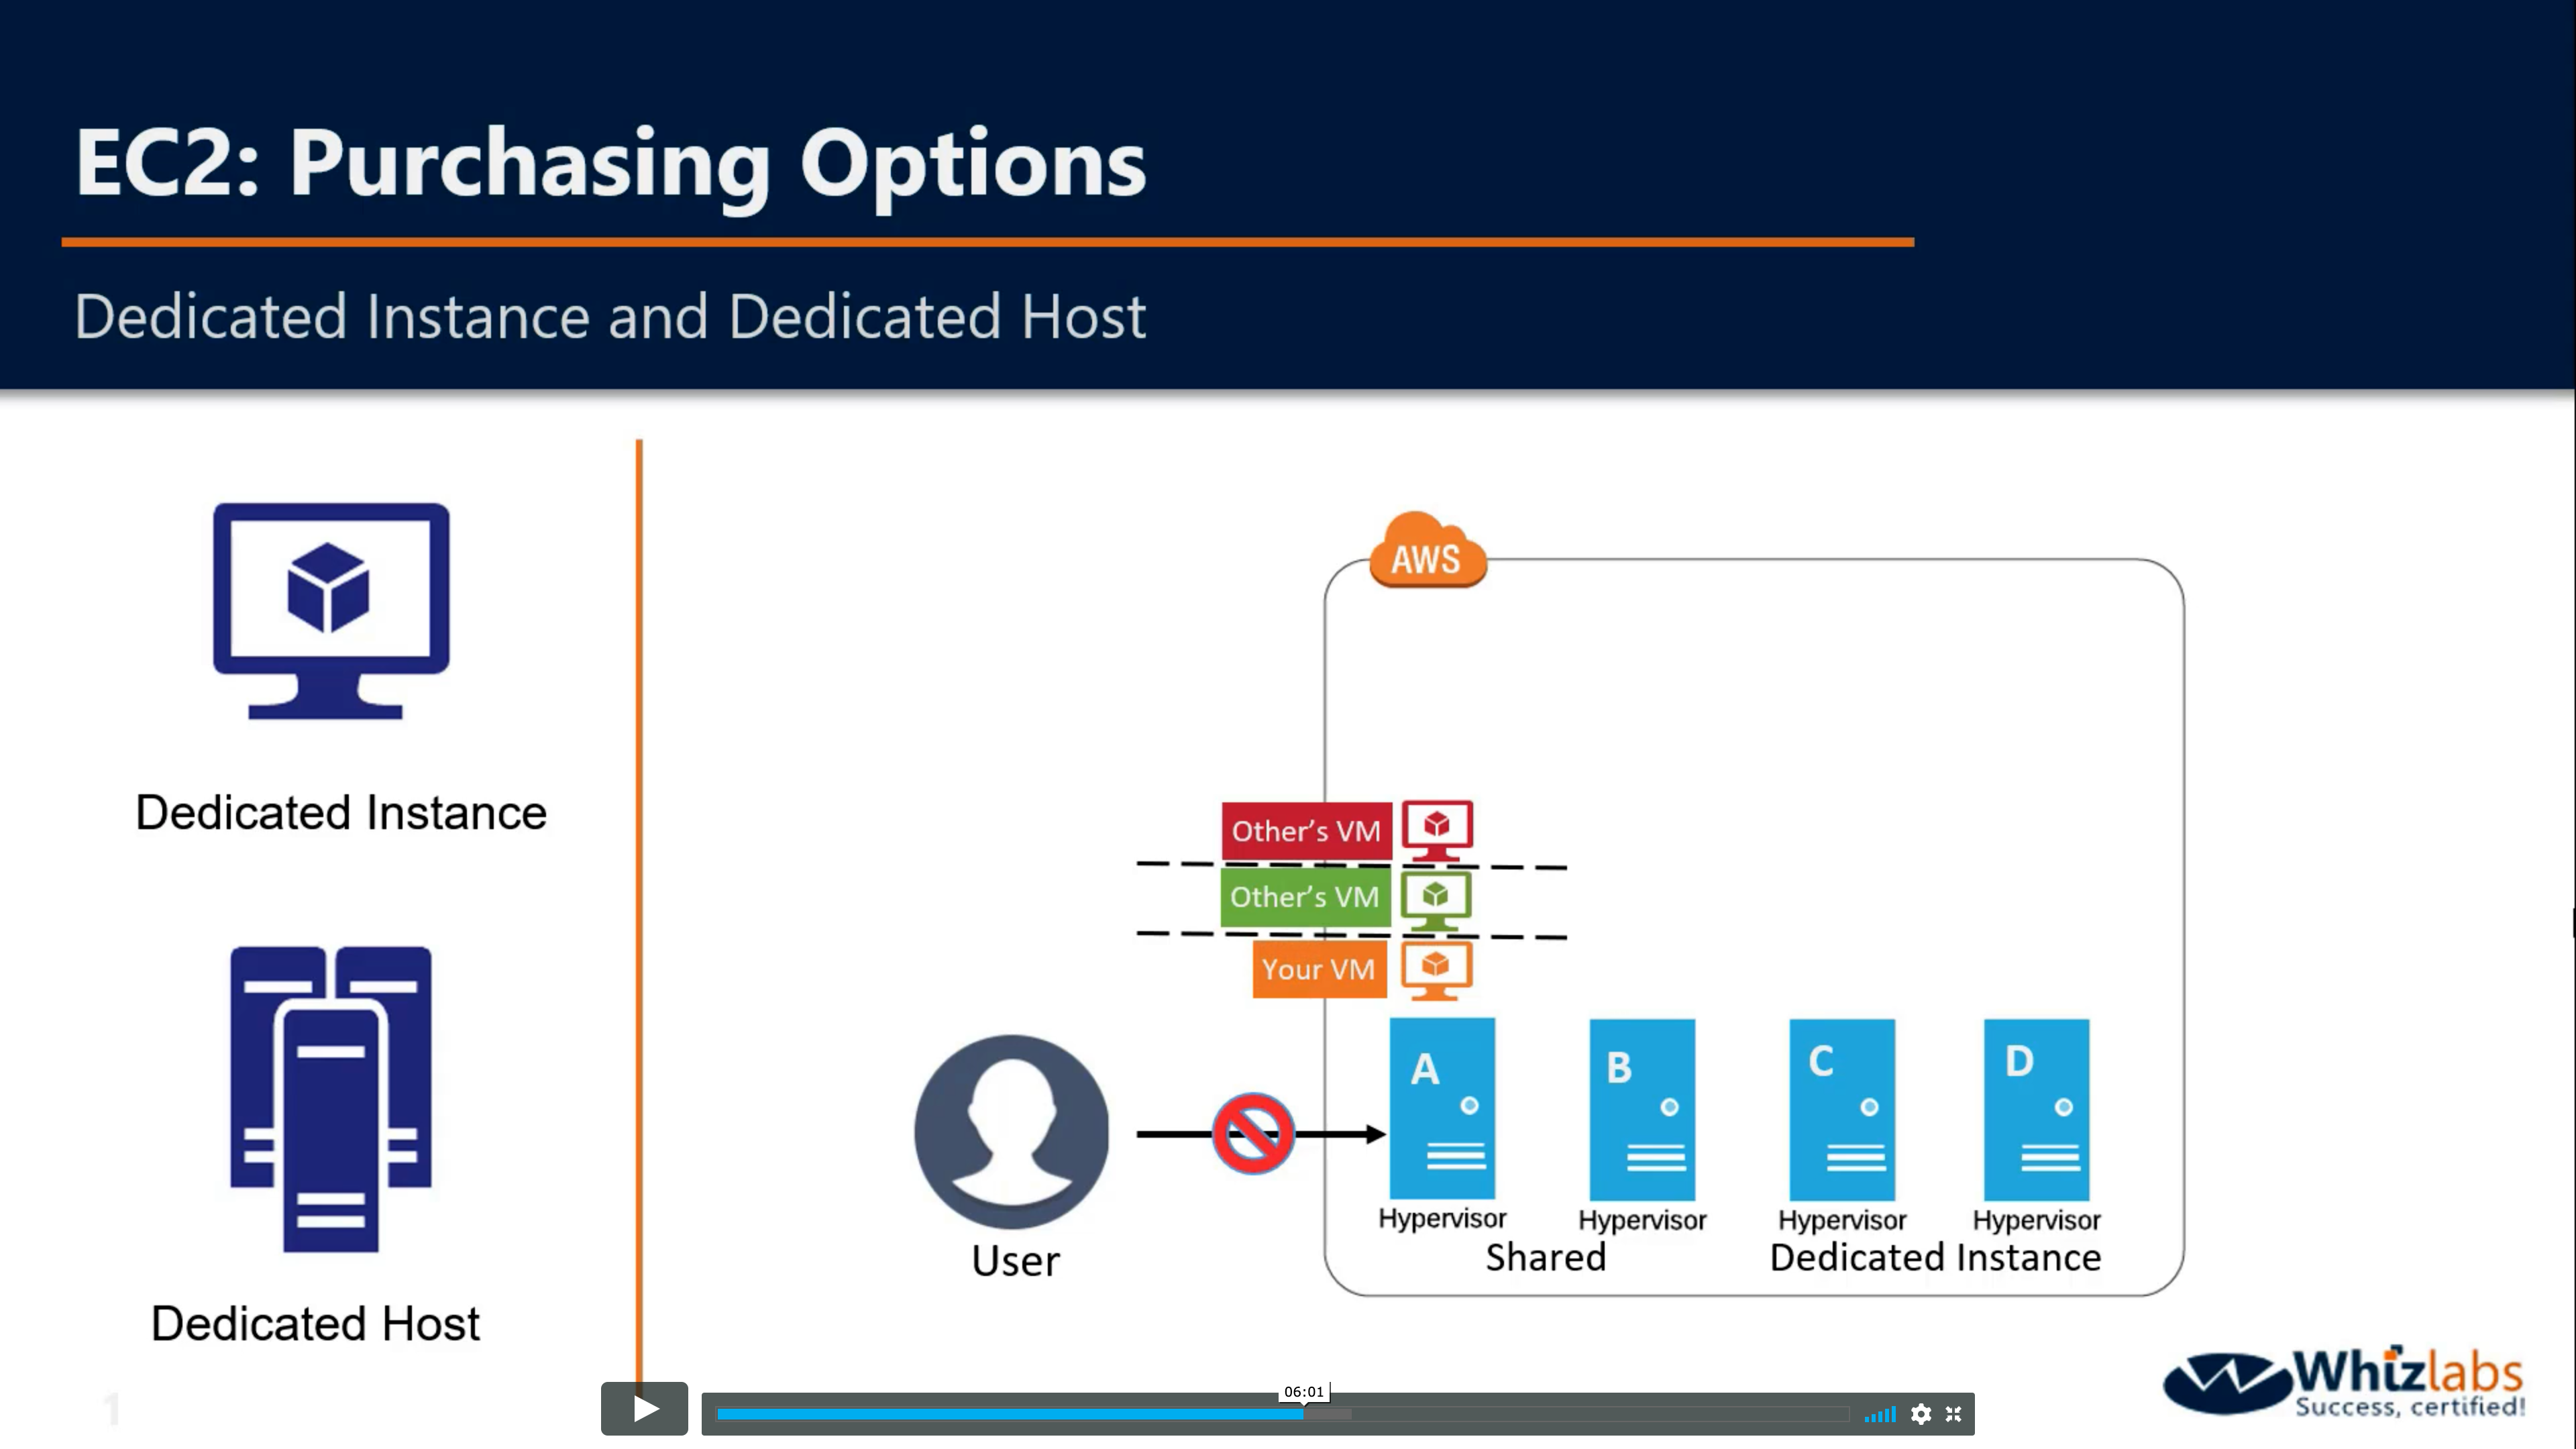 EC2: Purchasing Options
Dedicated Instance and Dedicated Host
Dedicated Instance
Dedicated Host
AWS
Other's VM
Other's VM
Your VM
A
B
C
D
Hypervisor
Hypervisor
Hypervisor
Hypervisor
Shared
Dedicated Instance
User
1
06:01
Whizlabs
Success, certified!